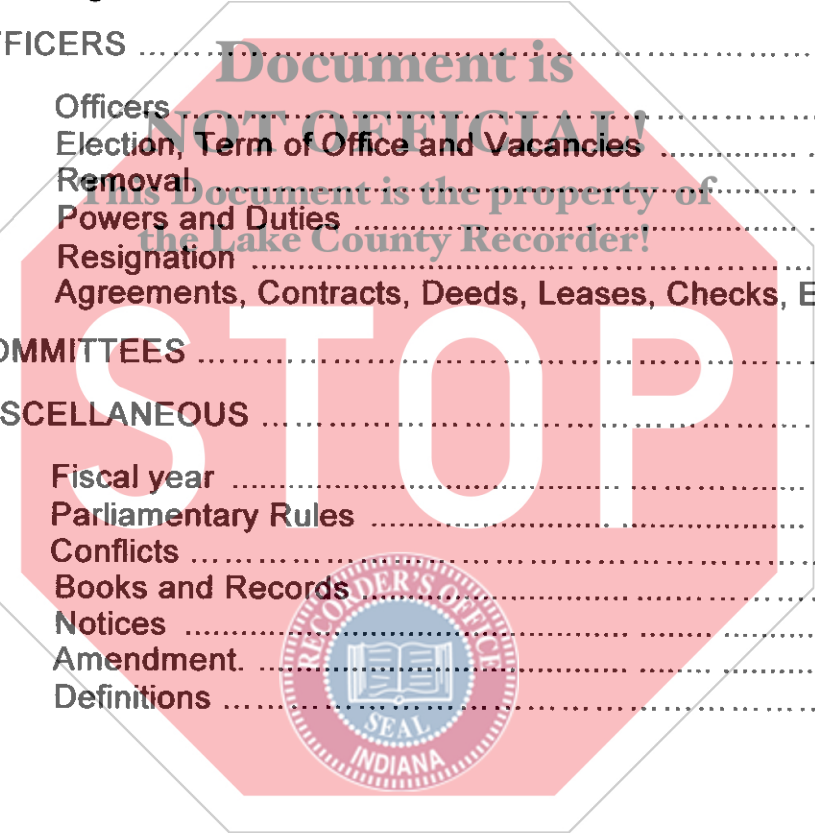 FFICERS ........................................
Document is
Officers ........................................
NOT OFFICIAL!
Election, Term of Office and Vacancies ................
Removal. ........................................
This Document is the property of
Powers and Duties ........................................
the Lake County Recorder!
Resignation ........................................
Agreements, Contracts, Deeds, Leases, Checks, E
OMMITTEES ........................................
STOP
SCELLANEOUS ........................................
Fiscal year ........................................
Parliamentary Rules ........................................
Conflicts ........................................
Books and Records ........................................
Notices ........................................
Amendment. ........................................
Definitions ........................................
RECORDER'S OFFICE
SEAL
INDIANA